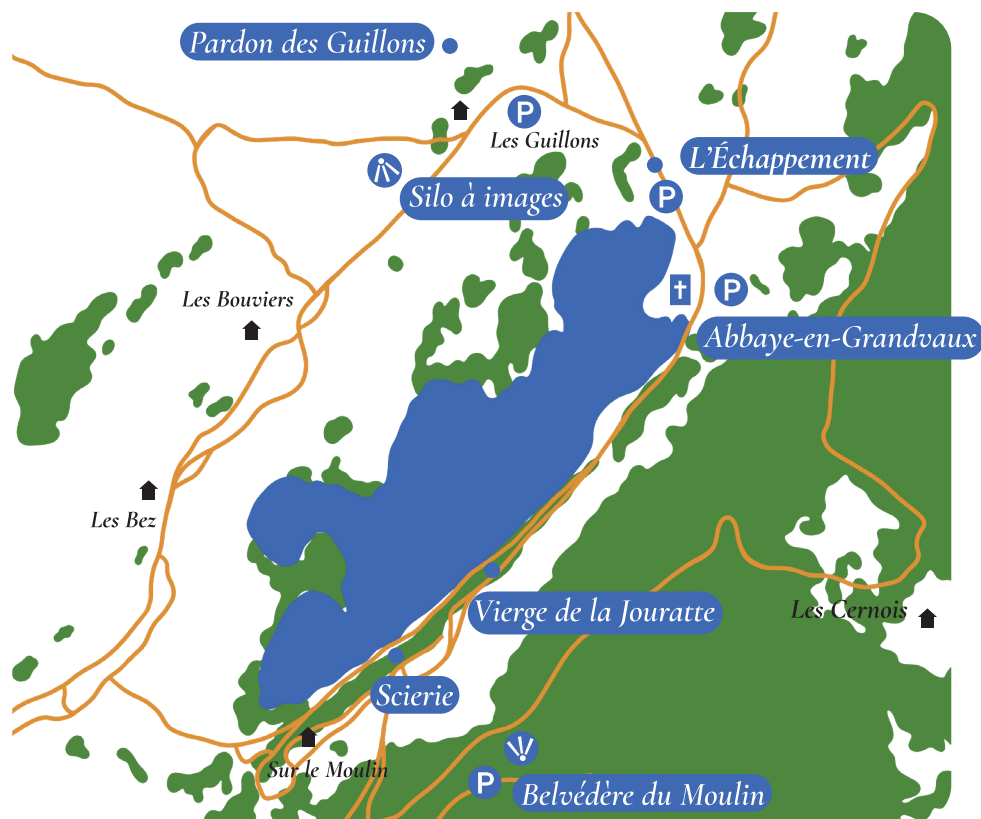 Pardon des Guillons
P
Les Guillons
L'Échappement
Silo à images
P
Les Bouviers
P
Abbaye-en-Grandvaux
Les Bez
Vierge de la Jouratte
Les Cernois
Scierie
Sur le Moulin
P
Belvédère du Moulin